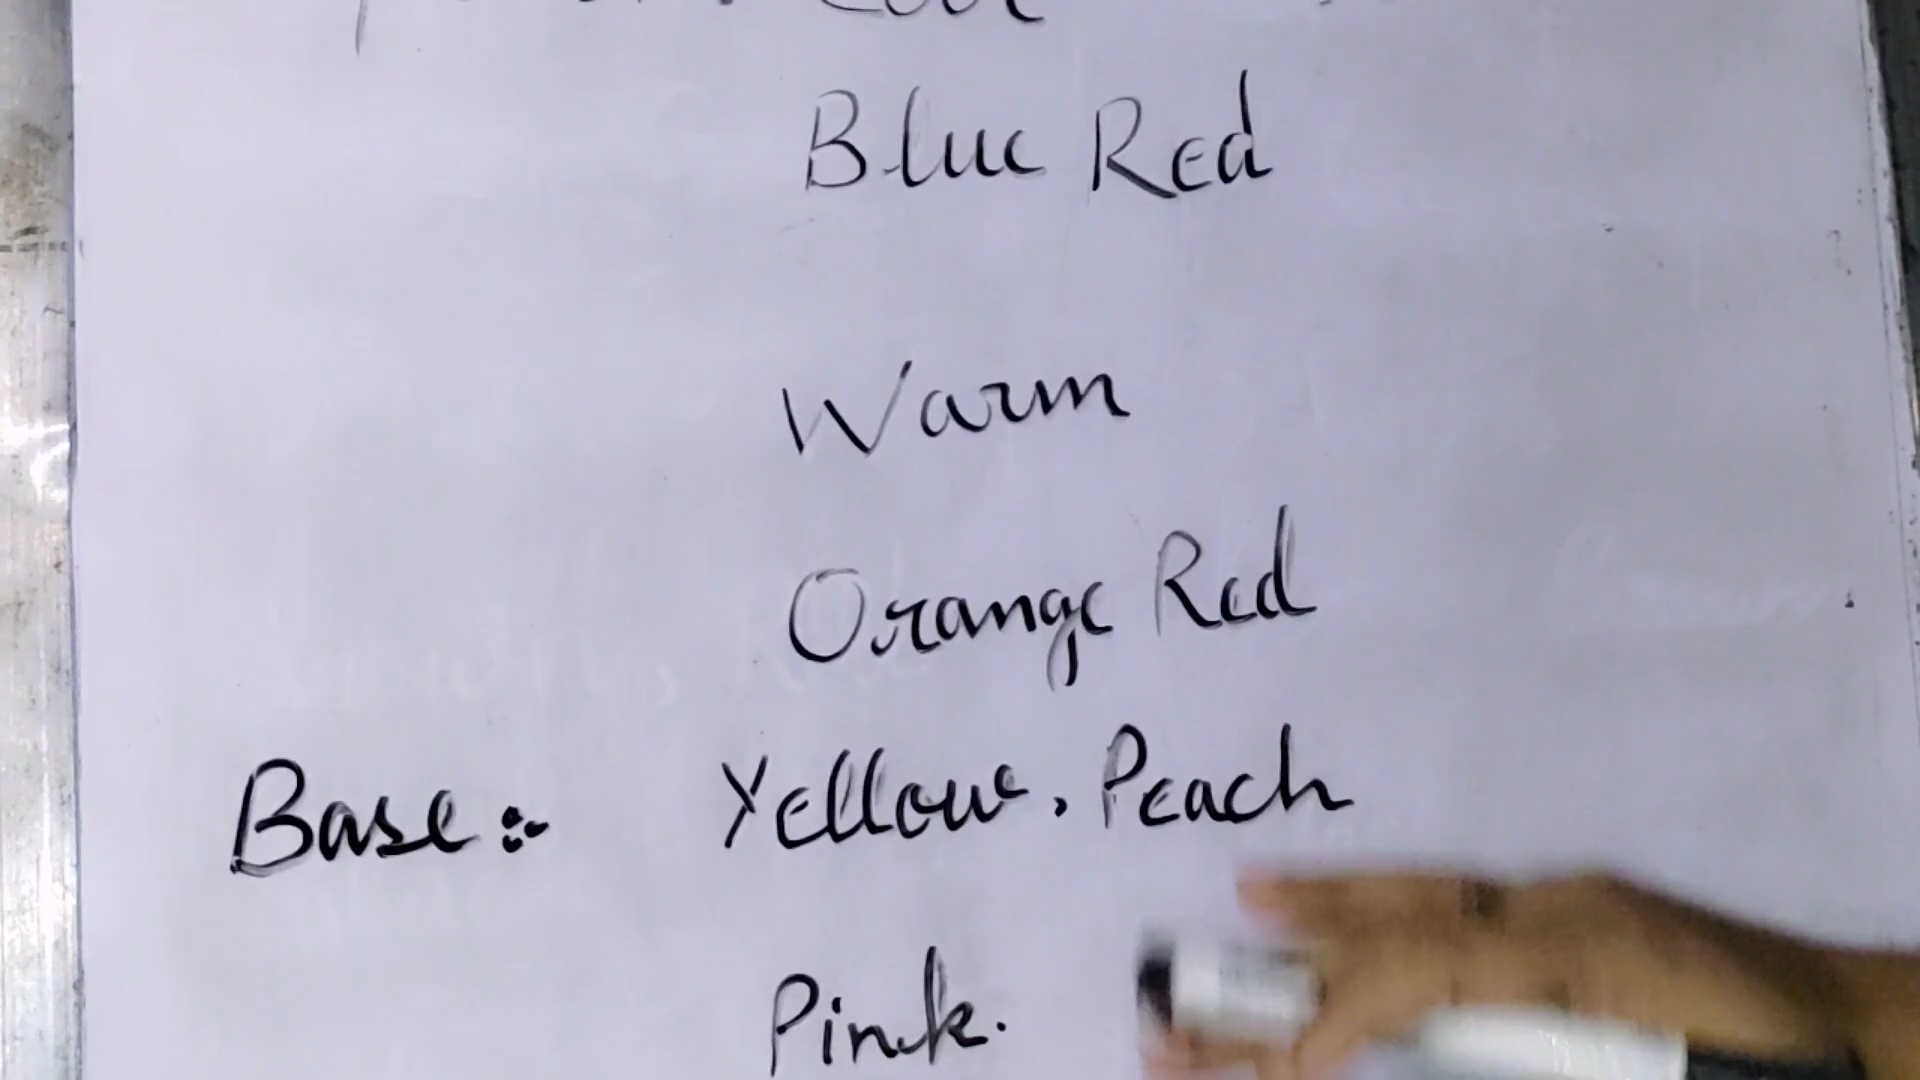 Blue Red
Warm
Orange Red
Base:- Yellow, Peach
Pink.